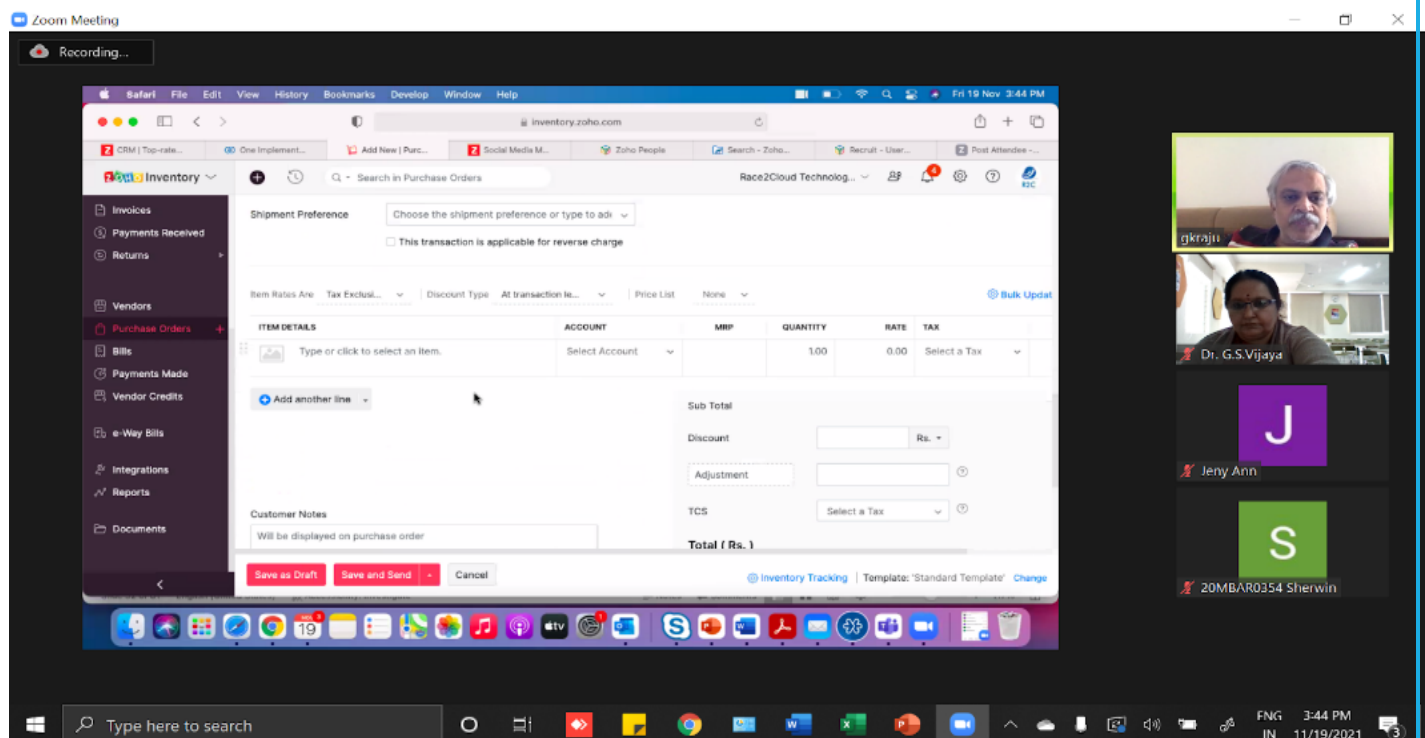 Zoom Meeting
Recording...
Safari File Edit View History Bookmarks Develop Window Help Fri 19 Nov 3:44 PM
inventory.zoho.com
CRM | Top-rate... One Implement... Add New | Purc... Social Media M... Zoho People Search - Zoho... Recruit - User... Post Attendee -...
Inventory Search in Purchase Orders Race2Cloud Technolog... 4 R2C
Invoices
Payments Received
Returns
Vendors
Purchase Orders +
Bills
Payments Made
Vendor Credits
e-Way Bills
Integrations
Reports
Documents
Shipment Preference Choose the shipment preference or type to ad
This transaction is applicable for reverse charge
Item Rates Are Tax Exclusi... Discount Type At transaction le... Price List None Bulk Updat
ITEM DETAILS ACCOUNT MRP QUANTITY RATE TAX
Type or click to select an item. Select Account 1.00 0.00 Select a Tax
Add another line
Sub Total
Discount Rs.
Adjustment
TCS Select a Tax
Customer Notes
Will be displayed on purchase order
Total ( Rs. )
Save as Draft Save and Send Cancel Inventory Tracking Template: 'Standard Template' Change
19 tv
gkraju
Dr. G.S.Vijaya
J
Jeny Ann
S
20MBAR0354 Sherwin
Type here to search
ENG 3:44 PM
IN 11/19/2021 3